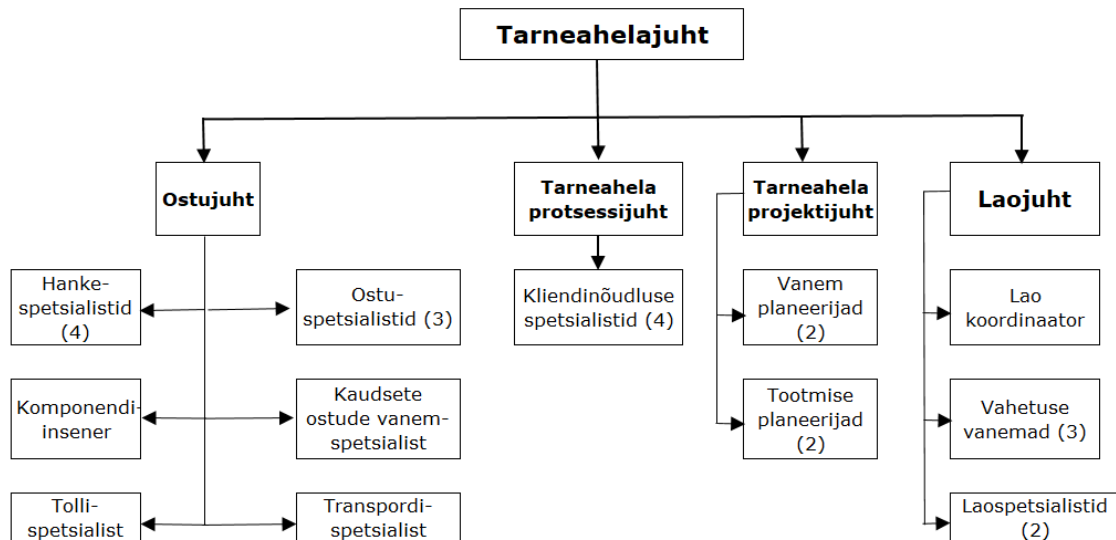 Tarneahelajuht
Ostujuht
Tarneahela
protsessijuht
Tarneahela
projektijuht
Laojuht
Hanke-
spetsialistid
(4)
Ostu-
spetsialistid (3)
Kliendinõudluse
spetsialistid (4)
Vanem
planeerijad
(2)
Lao
koordinaator
Komponendi-
insener
Kaudsete
ostude vanem-
spetsialist
Tootmise
planeerijad
(2)
Vahetuse
vanemad (3)
Tolli-
spetsialist
Transpordi-
spetsialist
Laospetsialistid
(2)